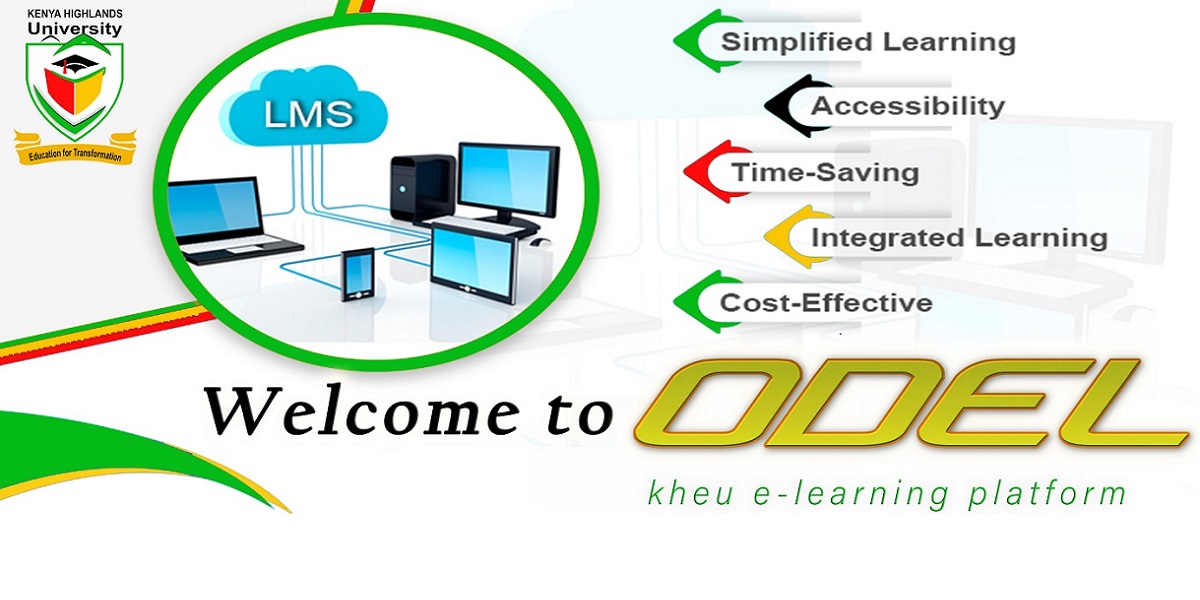 KENYA HIGHLANDS
University
Education for Transformation
LMS
Simplified Learning
Accessibility
Time-Saving
Integrated Learning
Cost-Effective
Welcome to ODEL
kheu e-learning platform